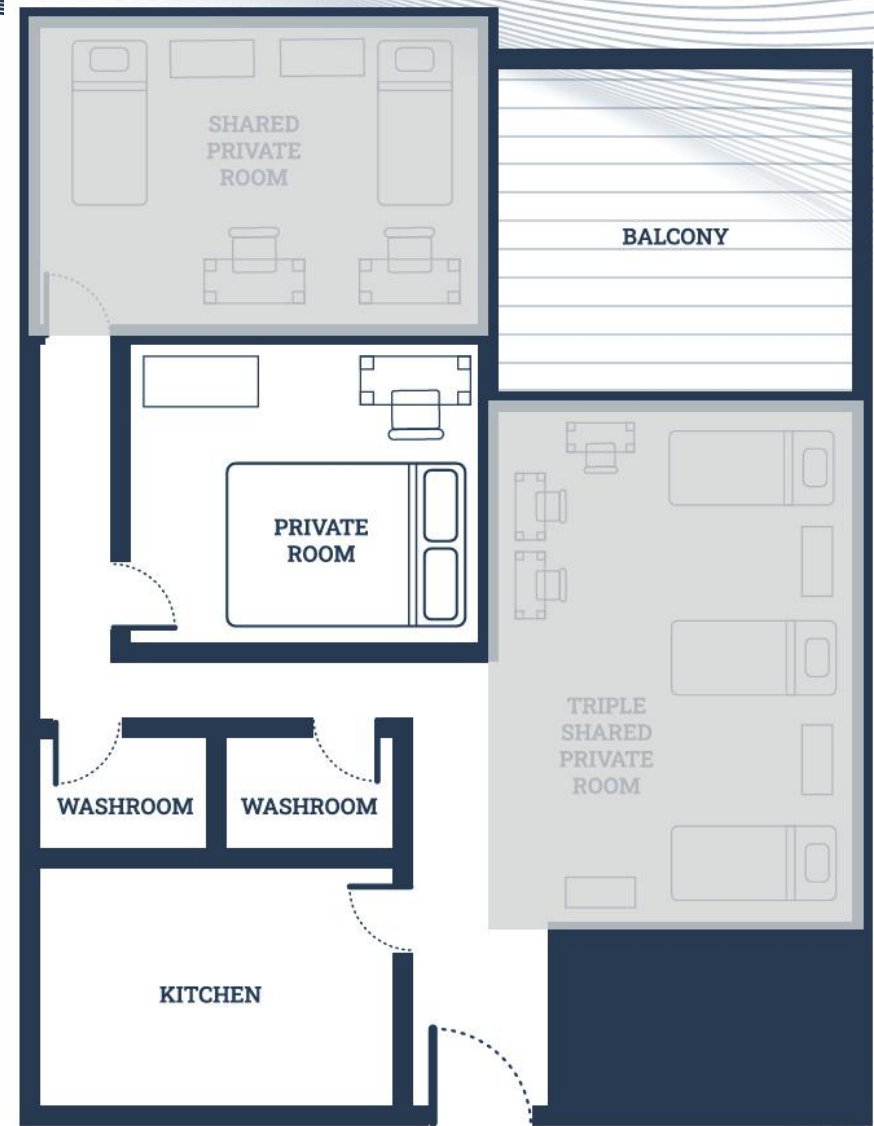 SHARED
PRIVATE
ROOM
BALCONY
PRIVATE
ROOM
TRIPLE
SHARED
PRIVATE
ROOM
WASHROOM
WASHROOM
KITCHEN